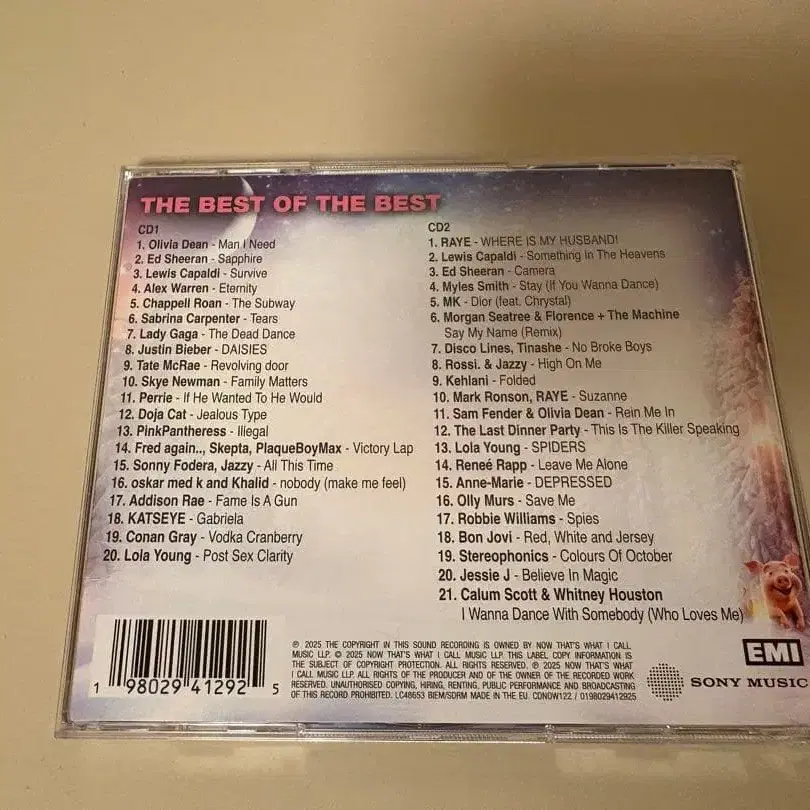 THE BEST OF THE BEST
CD1
1. Olivia Dean - Man I Need
2. Ed Sheeran - Sapphire
3. Lewis Capaldi - Survive
4. Alex Warren - Eternity
5. Chappell Roan - The Subway
6. Sabrina Carpenter - Tears
7. Lady Gaga - The Dead Dance
8. Justin Bieber - DAISIES
9. Tate McRae - Revolving door
10. Skye Newman - Family Matters
11. Perrie - If He Wanted To He Would
12. Doja Cat - Jealous Type
13. PinkPantheress - Illegal
14. Fred again.., Skepta, PlaqueBoyMax - Victory Lap
15. Sonny Fodera, Jazzy - All This Time
16. oskar med k and Khalid - nobody (make me feel)
17. Addison Rae - Fame Is A Gun
18. KATSEYE - Gabriela
19. Conan Gray - Vodka Cranberry
20. Lola Young - Post Sex Clarity
CD2
1. RAYE - WHERE IS MY HUSBAND!
2. Lewis Capaldi - Something In The Heavens
3. Ed Sheeran - Camera
4. Myles Smith - Stay (If You Wanna Dance)
5. MK - Dior (feat. Chrystal)
6. Morgan Seatree & Florence + The Machine
Say My Name (Remix)
7. Disco Lines, Tinashe - No Broke Boys
8. Rossi. & Jazzy - High On Me
9. Kehlani - Folded
10. Mark Ronson, RAYE - Suzanne
11. Sam Fender & Olivia Dean - Rein Me In
12. The Last Dinner Party - This Is The Killer Speaking
13. Lola Young - SPIDERS
14. Reneé Rapp - Leave Me Alone
15. Anne-Marie - DEPRESSED
16. Olly Murs - Save Me
17. Robbie Williams - Spies
18. Bon Jovi - Red, White and Jersey
19. Stereophonics - Colours Of October
20. Jessie J - Believe In Magic
21. Calum Scott & Whitney Houston
I Wanna Dance With Somebody (Who Loves Me)
1 98029 41292 5
℗ 2025 THE COPYRIGHT IN THIS SOUND RECORDING IS OWNED BY NOW THAT'S WHAT I CALL
MUSIC LLP. © 2025 NOW THAT'S WHAT I CALL MUSIC LLP. THIS LABEL COPY INFORMATION IS
THE SUBJECT OF COPYRIGHT PROTECTION. ALL RIGHTS RESERVED. ℗ 2025 NOW THAT'S WHAT
I CALL MUSIC LLP. ALL RIGHTS OF THE PRODUCER AND OF THE OWNER OF THE RECORDED WORK
RESERVED. UNAUTHORISED COPYING, HIRING, RENTING, PUBLIC PERFORMANCE AND BROADCASTING
OF THIS RECORD PROHIBITED. LC48653 BIEM/SDRM MADE IN THE EU. CDNOW122 / 0198029412925
EMI
SONY MUSIC